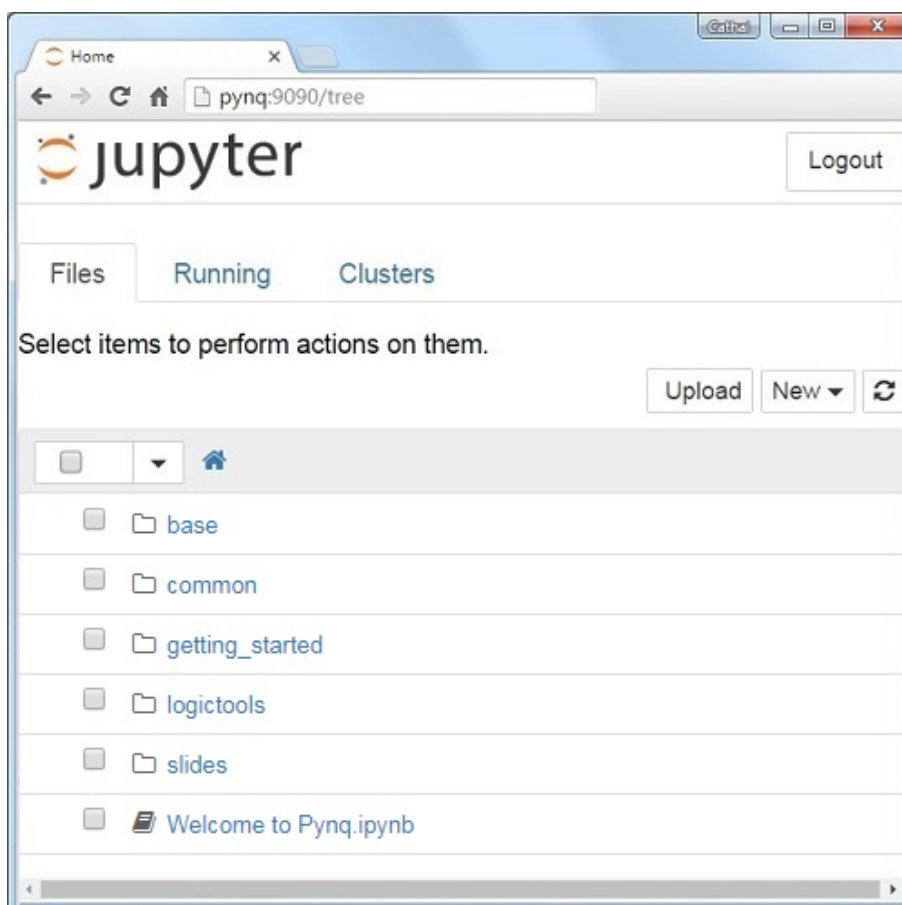 Cathal
Home
pynq:9090/tree
jupyter
Logout
Files Running Clusters
Select items to perform actions on them.
Upload New
base
common
getting_started
logictools
slides
Welcome to Pynq.ipynb